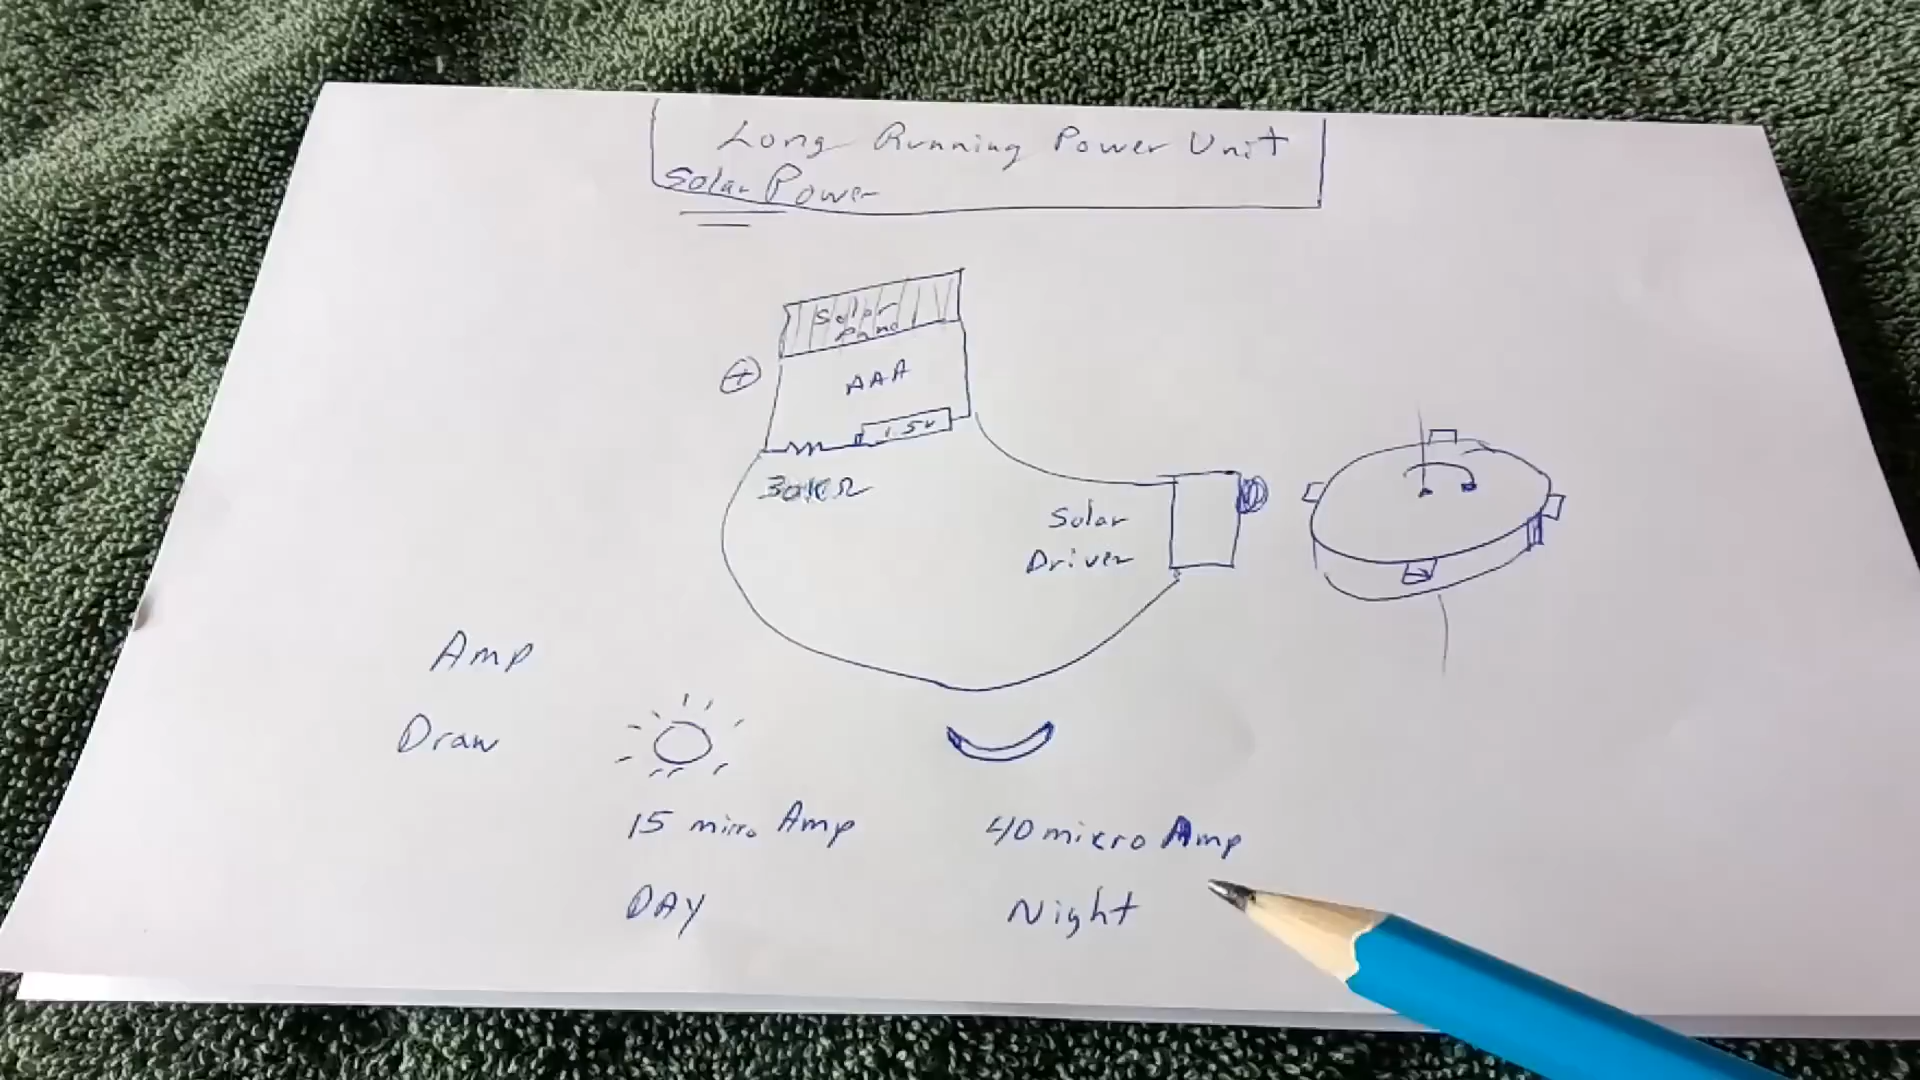 Long Running Power Unit
Solar Power
Solar
Panel
+
AAA
1.5v
30KΩ
Solar
Driver
Amp
Draw
15 micro Amp
40 micro Amp
DAY
Night